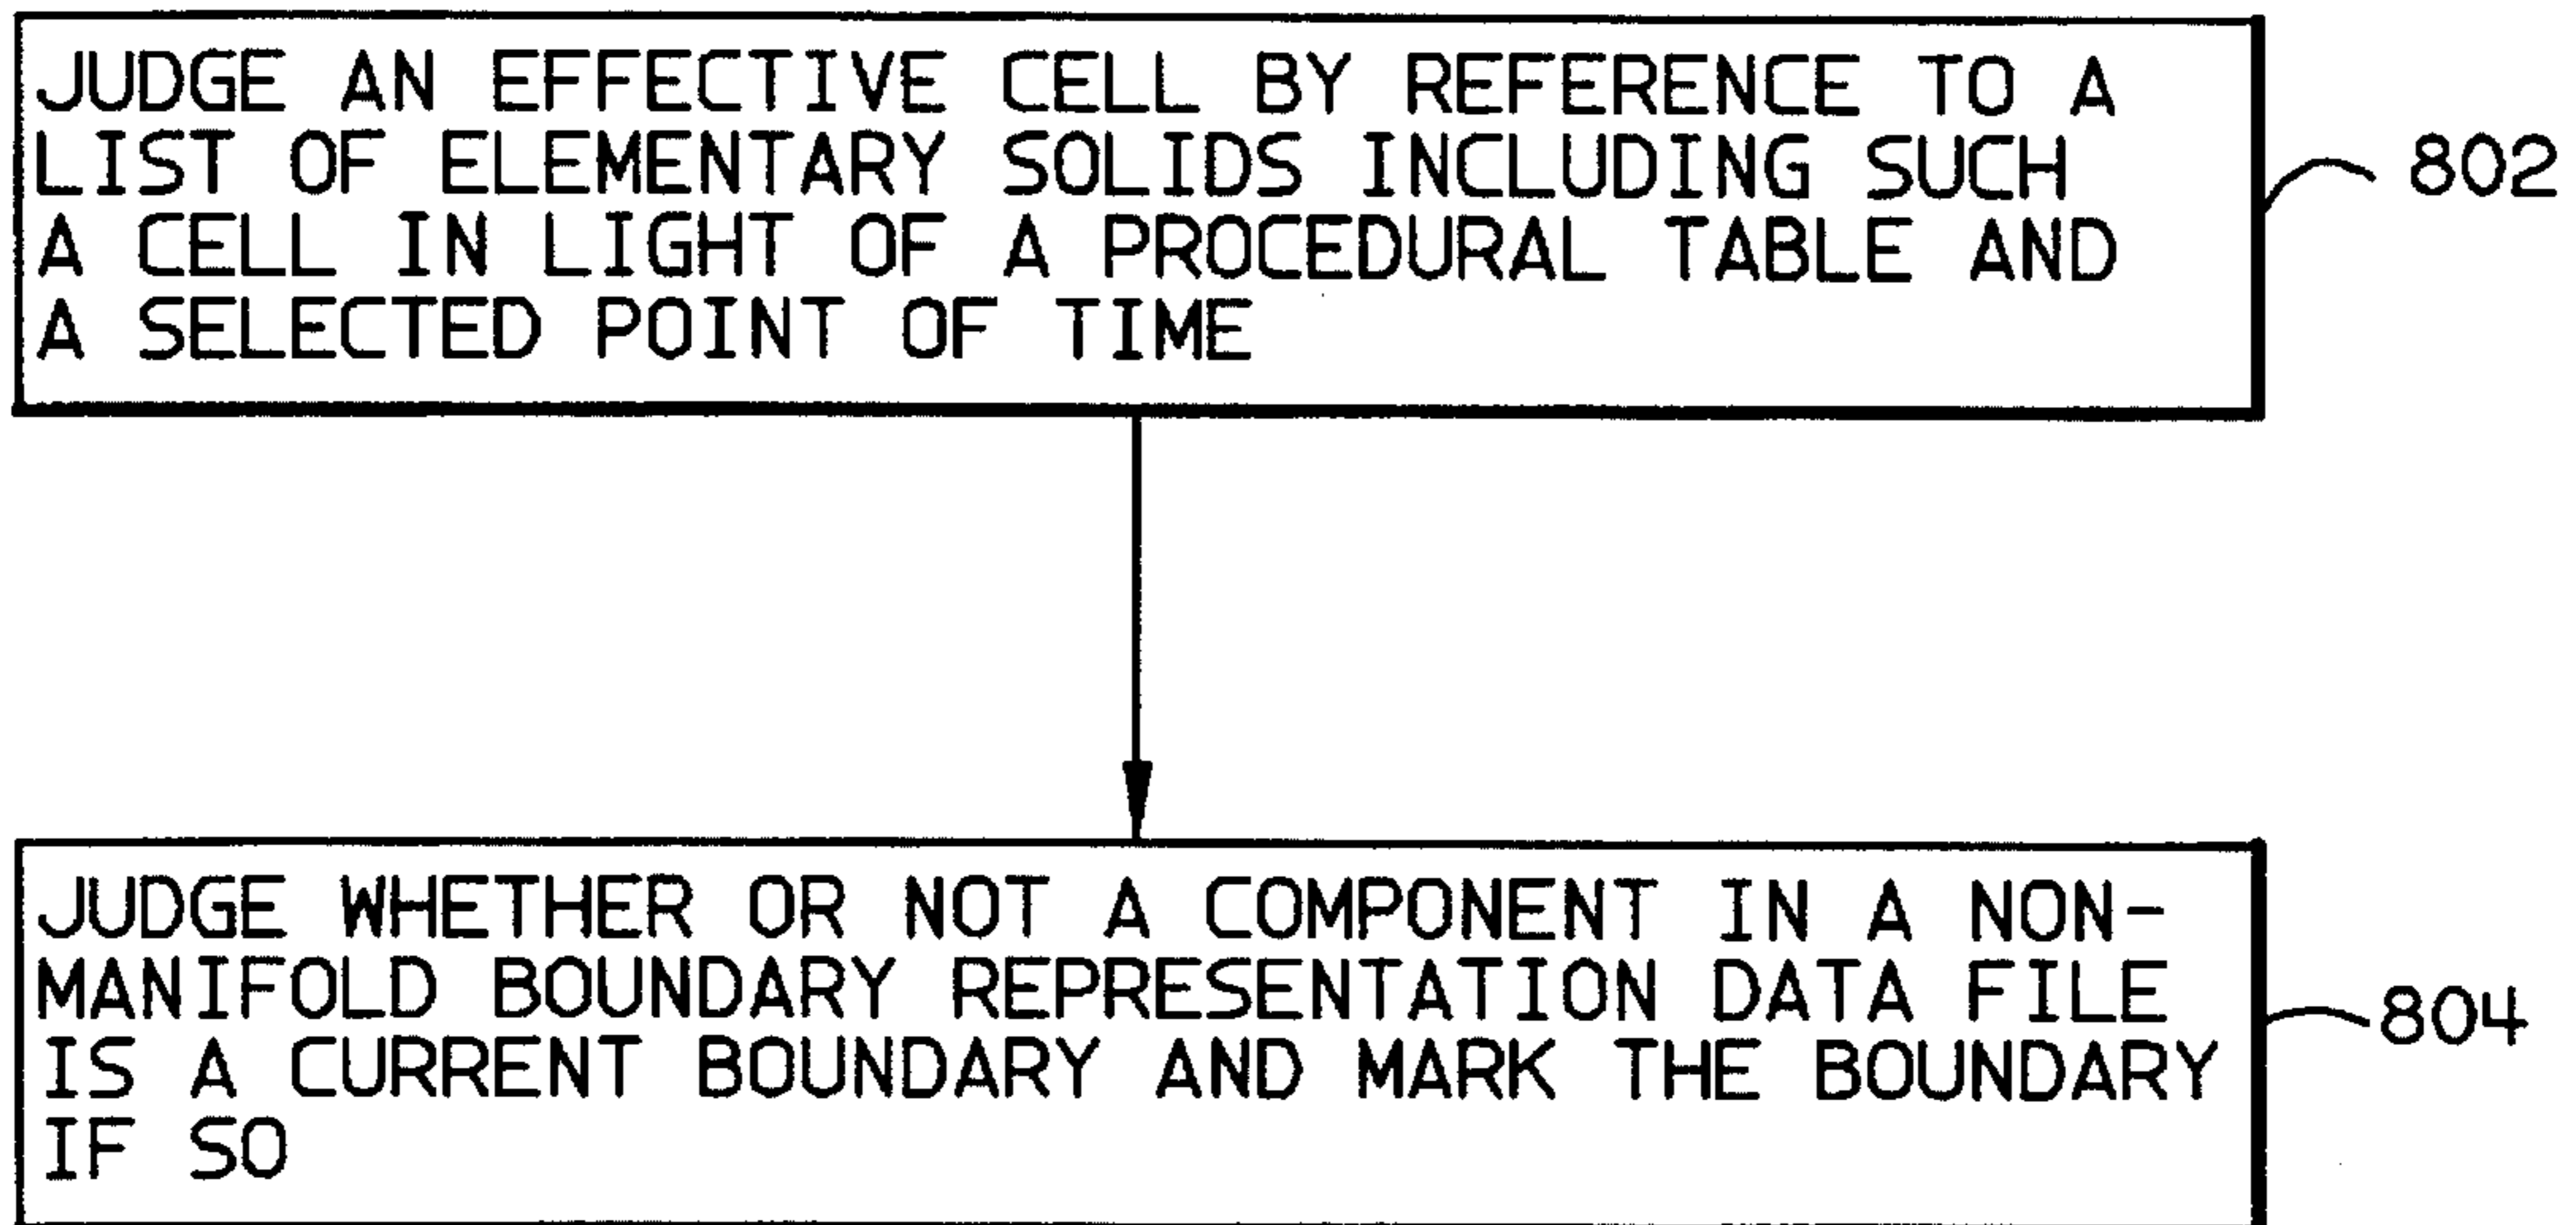 JUDGE AN EFFECTIVE CELL BY REFERENCE TO A
LIST OF ELEMENTARY SOLIDS INCLUDING SUCH
A CELL IN LIGHT OF A PROCEDURAL TABLE AND
A SELECTED POINT OF TIME
802
JUDGE WHETHER OR NOT A COMPONENT IN A NON-
MANIFOLD BOUNDARY REPRESENTATION DATA FILE
IS A CURRENT BOUNDARY AND MARK THE BOUNDARY
IF SO
804